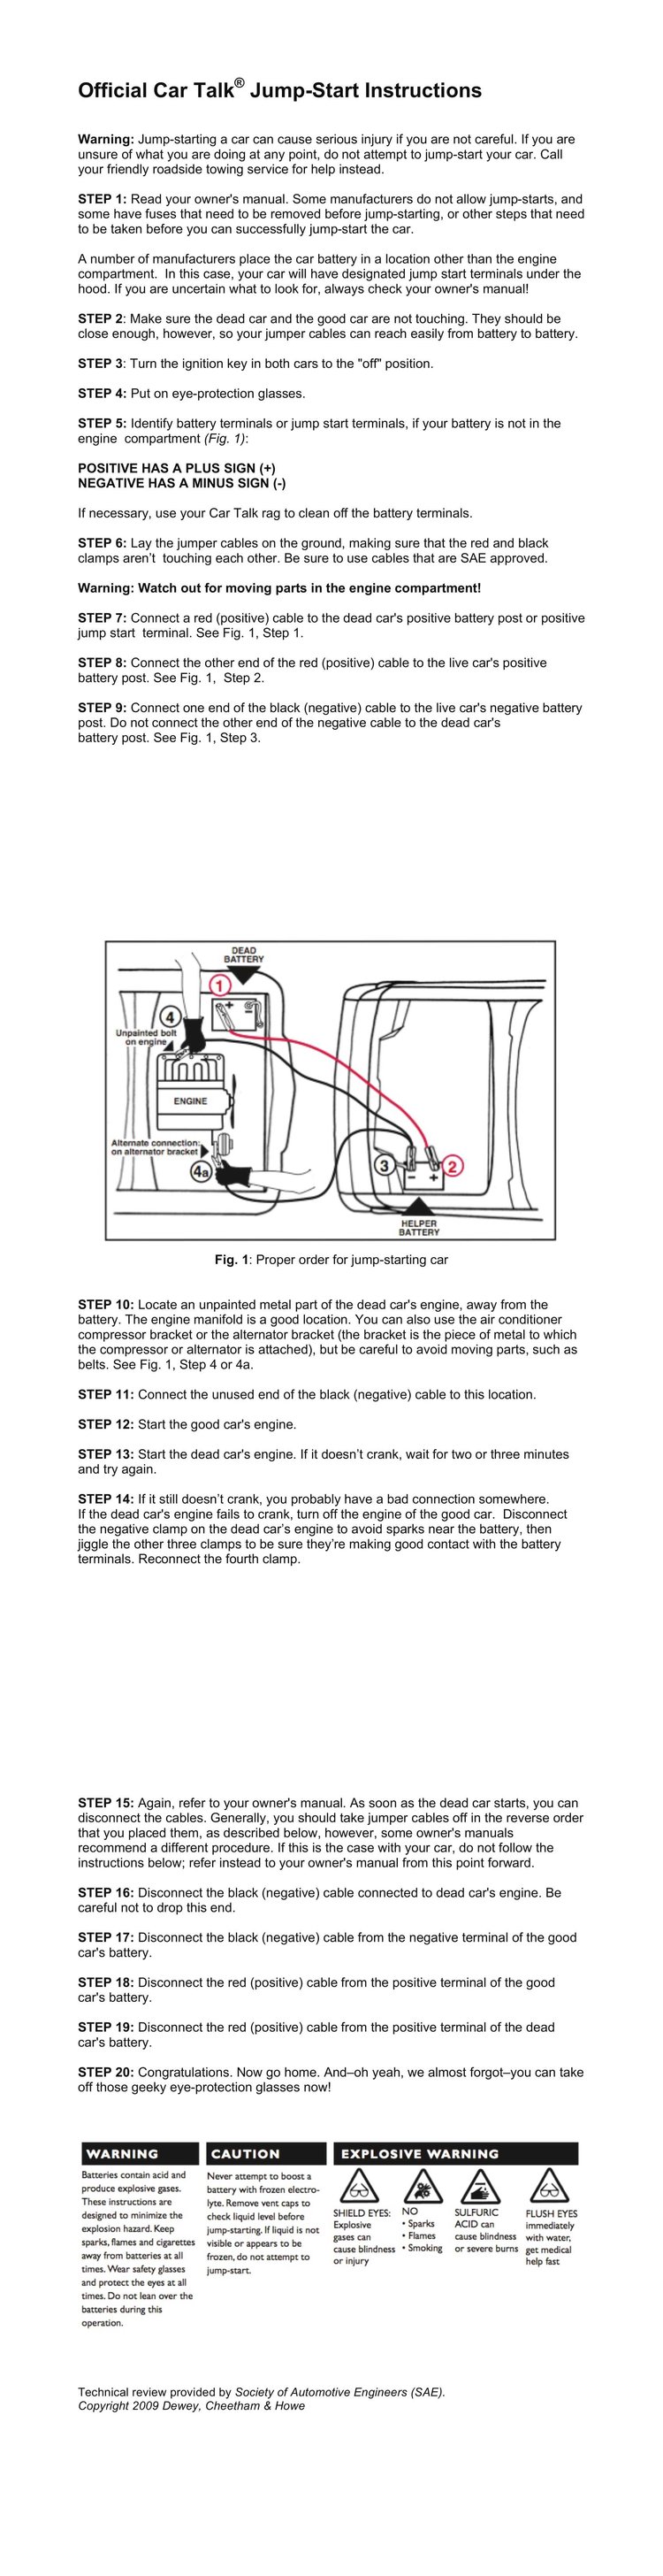 Official Car Talk® Jump-Start Instructions
Warning: Jump-starting a car can cause serious injury if you are not careful. If you are
unsure of what you are doing at any point, do not attempt to jump-start your car. Call
your friendly roadside towing service for help instead.
STEP 1: Read your owner's manual. Some manufacturers do not allow jump-starts, and
some have fuses that need to be removed before jump-starting, or other steps that need
to be taken before you can successfully jump-start the car.
A number of manufacturers place the car battery in a location other than the engine
compartment. In this case, your car will have designated jump start terminals under the
hood. If you are uncertain what to look for, always check your owner's manual!
STEP 2: Make sure the dead car and the good car are not touching. They should be
close enough, however, so your jumper cables can reach easily from battery to battery.
STEP 3: Turn the ignition key in both cars to the "off" position.
STEP 4: Put on eye-protection glasses.
STEP 5: Identify battery terminals or jump start terminals, if your battery is not in the
engine compartment (Fig. 1):
POSITIVE HAS A PLUS SIGN (+)
NEGATIVE HAS A MINUS SIGN (-)
If necessary, use your Car Talk rag to clean off the battery terminals.
STEP 6: Lay the jumper cables on the ground, making sure that the red and black
clamps aren't touching each other. Be sure to use cables that are SAE approved.
Warning: Watch out for moving parts in the engine compartment!
STEP 7: Connect a red (positive) cable to the dead car's positive battery post or positive
jump start terminal. See Fig. 1, Step 1.
STEP 8: Connect the other end of the red (positive) cable to the live car's positive
battery post. See Fig. 1, Step 2.
STEP 9: Connect one end of the black (negative) cable to the live car's negative battery
post. Do not connect the other end of the negative cable to the dead car's
battery post. See Fig. 1, Step 3.
DEAD
BATTERY
1
+ -
4
Unpainted bolt
on engine
ENGINE
Alternate connection:
on alternator bracket
4a
3
2
- +
HELPER
BATTERY
Fig. 1: Proper order for jump-starting car
STEP 10: Locate an unpainted metal part of the dead car's engine, away from the
battery. The engine manifold is a good location. You can also use the air conditioner
compressor bracket or the alternator bracket (the bracket is the piece of metal to which
the compressor or alternator is attached), but be careful to avoid moving parts, such as
belts. See Fig. 1, Step 4 or 4a.
STEP 11: Connect the unused end of the black (negative) cable to this location.
STEP 12: Start the good car's engine.
STEP 13: Start the dead car's engine. If it doesn't crank, wait for two or three minutes
and try again.
STEP 14: If it still doesn't crank, you probably have a bad connection somewhere.
If the dead car's engine fails to crank, turn off the engine of the good car. Disconnect
the negative clamp on the dead car's engine to avoid sparks near the battery, then
jiggle the other three clamps to be sure they're making good contact with the battery
terminals. Reconnect the fourth clamp.
STEP 15: Again, refer to your owner's manual. As soon as the dead car starts, you can
disconnect the cables. Generally, you should take jumper cables off in the reverse order
that you placed them, as described below, however, some owner's manuals
recommend a different procedure. If this is the case with your car, do not follow the
instructions below; refer instead to your owner's manual from this point forward.
STEP 16: Disconnect the black (negative) cable connected to dead car's engine. Be
careful not to drop this end.
STEP 17: Disconnect the black (negative) cable from the negative terminal of the good
car's battery.
STEP 18: Disconnect the red (positive) cable from the positive terminal of the good
car's battery.
STEP 19: Disconnect the red (positive) cable from the positive terminal of the dead
car's battery.
STEP 20: Congratulations. Now go home. And–oh yeah, we almost forgot–you can take
off those geeky eye-protection glasses now!
WARNING
Batteries contain acid and
produce explosive gases.
These instructions are
designed to minimize the
explosion hazard. Keep
sparks, flames and cigarettes
away from batteries at all
times. Wear safety glasses
and protect the eyes at all
times. Do not lean over the
batteries during this
operation.
CAUTION
Never attempt to boost a
battery with frozen electro-
lyte. Remove vent caps to
check liquid level before
jump-starting. If liquid is not
visible or appears to be
frozen, do not attempt to
jump-start.
EXPLOSIVE WARNING
SHIELD EYES:
Explosive
gases can
cause blindness
or injury
NO
• Sparks
• Flames
• Smoking
SULFURIC
ACID can
cause blindness
or severe burns
FLUSH EYES
immediately
with water,
get medical
help fast
Technical review provided by Society of Automotive Engineers (SAE).
Copyright 2009 Dewey, Cheetham & Howe